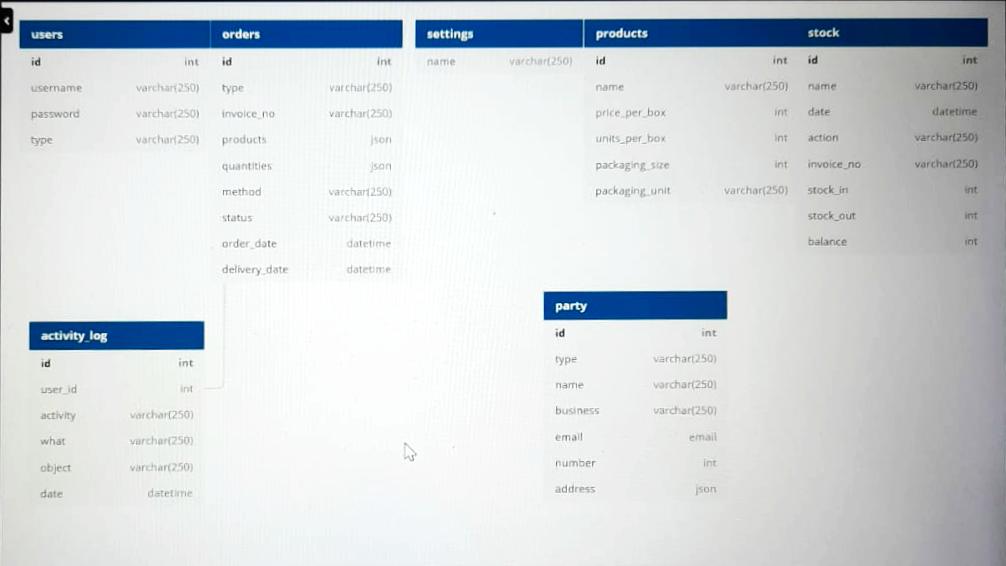 users
id int
username varchar(250)
password varchar(250)
type varchar(250)
orders
id int
type varchar(250)
invoice_no varchar(250)
products json
quantities json
method varchar(250)
status varchar(250)
order_date datetime
delivery_date datetime
settings
name varchar(250)
products
id int
name varchar(250)
price_per_box int
units_per_box int
packaging_size int
packaging_unit varchar(250)
stock
id int
name varchar(250)
date datetime
action varchar(250)
invoice_no varchar(250)
stock_in int
stock_out int
balance int
activity_log
id int
user_id int
activity varchar(250)
what varchar(250)
object varchar(250)
date datetime
party
id int
type varchar(250)
name varchar(250)
business varchar(250)
email email
number int
address json